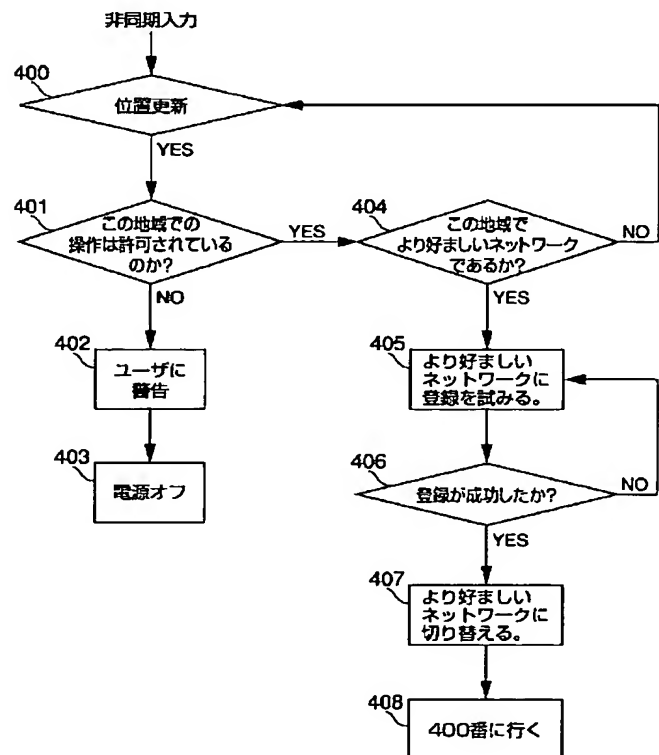 非同期入力
400
位置更新
YES
401
この地域での
操作は許可されている
のか?
YES
404
この地域で
より好ましいネットワーク
であるか?
NO
NO
YES
402
ユーザに
警告
405
より好ましい
ネットワークに
登録を試みる。
403
電源オフ
406
登録が成功したか?
NO
YES
407
より好ましい
ネットワークに
切り替える。
408
400番に行く